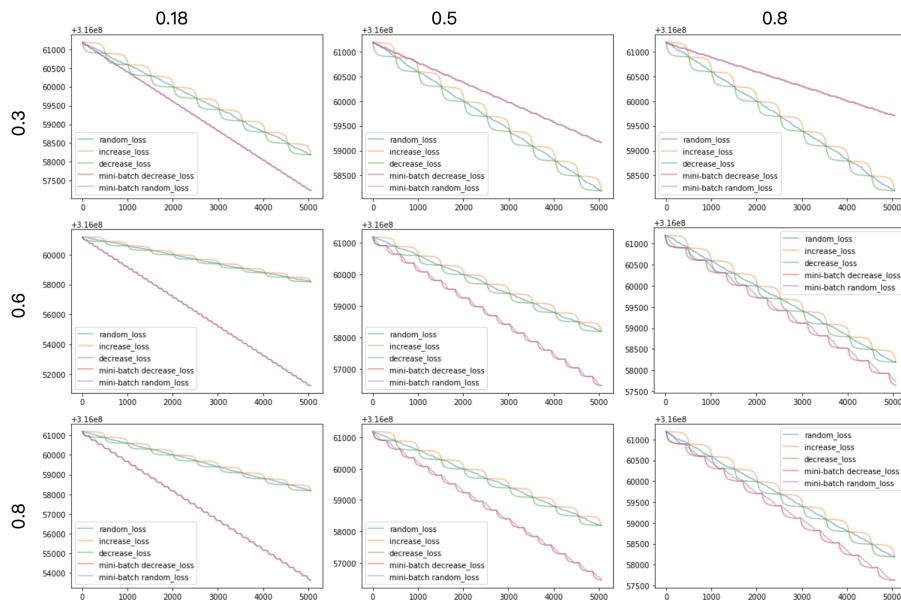 0.18 0.5 0.8
0.3
+3.16e8
61000
60500
60000
59500
59000
58500
58000
57500
random_loss
increase_loss
decrease_loss
mini-batch decrease_loss
mini-batch random_loss
0 1000 2000 3000 4000 5000
+3.16e8
61000
60500
60000
59500
59000
58500
random_loss
increase_loss
decrease_loss
mini-batch decrease_loss
mini-batch random_loss
0 1000 2000 3000 4000 5000
+3.16e8
61000
60500
60000
59500
59000
58500
random_loss
increase_loss
decrease_loss
mini-batch decrease_loss
mini-batch random_loss
0 1000 2000 3000 4000 5000
0.6
+3.16e8
60000
58000
56000
54000
52000
random_loss
increase_loss
decrease_loss
mini-batch decrease_loss
mini-batch random_loss
0 1000 2000 3000 4000 5000
+3.16e8
61000
60000
59000
58000
57000
random_loss
increase_loss
decrease_loss
mini-batch decrease_loss
mini-batch random_loss
0 1000 2000 3000 4000 5000
+3.16e8
61000
60500
60000
59500
59000
58500
58000
57500
random_loss
increase_loss
decrease_loss
mini-batch decrease_loss
mini-batch random_loss
0 1000 2000 3000 4000 5000
0.8
+3.16e8
61000
60000
59000
58000
57000
56000
55000
54000
random_loss
increase_loss
decrease_loss
mini-batch decrease_loss
mini-batch random_loss
0 1000 2000 3000 4000 5000
+3.16e8
61000
60000
59000
58000
57000
random_loss
increase_loss
decrease_loss
mini-batch decrease_loss
mini-batch random_loss
0 1000 2000 3000 4000 5000
+3.16e8
61000
60500
60000
59500
59000
58500
58000
57500
random_loss
increase_loss
decrease_loss
mini-batch decrease_loss
mini-batch random_loss
0 1000 2000 3000 4000 5000